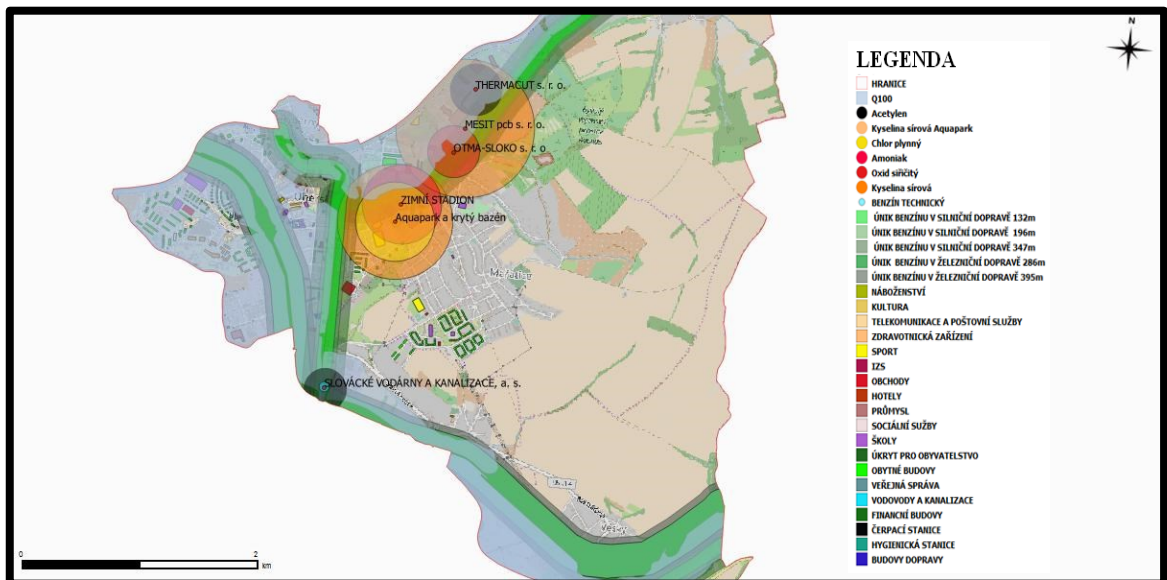 N
LEGENDA
HRANICE
Q100
Acetylen
Kyselina sírová Aquapark
Chlor plynný
Amoniak
Oxid siřičitý
Kyselina sírová
BENZÍN TECHNICKÝ
ÚNIK BENZÍNU V SILNIČNÍ DOPRAVĚ 132m
ÚNIK BENZÍNU V SILNIČNÍ DOPRAVĚ 196m
ÚNIK BENZÍNU V SILNIČNÍ DOPRAVĚ 347m
ÚNIK BENZÍNU V ŽELEZNIČNÍ DOPRAVĚ 286m
ÚNIK BENZÍNU V ŽELEZNIČNÍ DOPRAVĚ 395m
NÁBOŽENSTVÍ
KULTURA
TELEKOMUNIKACE A POŠTOVNÍ SLUŽBY
ZDRAVOTNICKÁ ZAŘÍZENÍ
SPORT
IZS
OBCHODY
HOTELY
PRŮMYSL
SOCIÁLNÍ SUŽBY
ŠKOLY
ÚKRYT PRO OBYVATELSTVO
OBYTNÉ BUDOVY
VEŘEJNÁ SPRÁVA
VODOVODY A KANALIZACE
FINANCNÍ BUDOVY
ČERPACÍ STANICE
HYGIENICKÁ STANICE
BUDOVY DOPRAVY
THERMACUT s. r. o.
MESIT pcb s. r. o.
OTMA-SLOKO s. r. o
ZIMNÍ STADION
Aquapark a krytý bazén
SLOVÁCKÉ VODÁRNY A KANALIZACE, a. s.
0
2
km